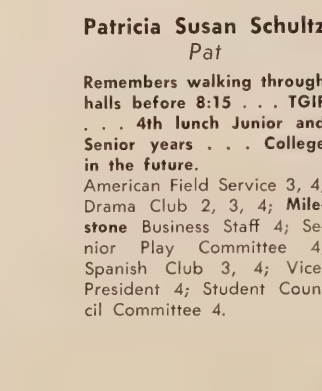 Patricia Susan Schultz
Pat
Remembers walking through
halls before 8:15 . . . TGIF
. . . 4th lunch Junior and
Senior years . . . College
in the future.
American Field Service 3, 4;
Drama Club 2, 3, 4; Mile-
stone Business Staff 4; Se-
nior Play Committee 4
Spanish Club 3, 4; Vice
President 4; Student Coun
cil Committee 4.